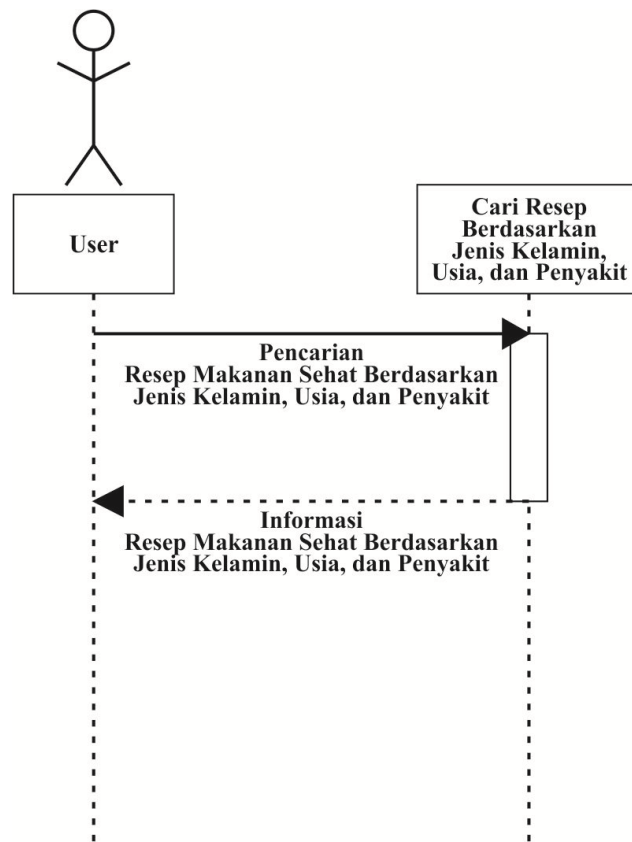 User
Cari Resep
Berdasarkan
Jenis Kelamin,
Usia, dan Penyakit
Pencarian
Resep Makanan Sehat Berdasarkan
Jenis Kelamin, Usia, dan Penyakit
Informasi
Resep Makanan Sehat Berdasarkan
Jenis Kelamin, Usia, dan Penyakit